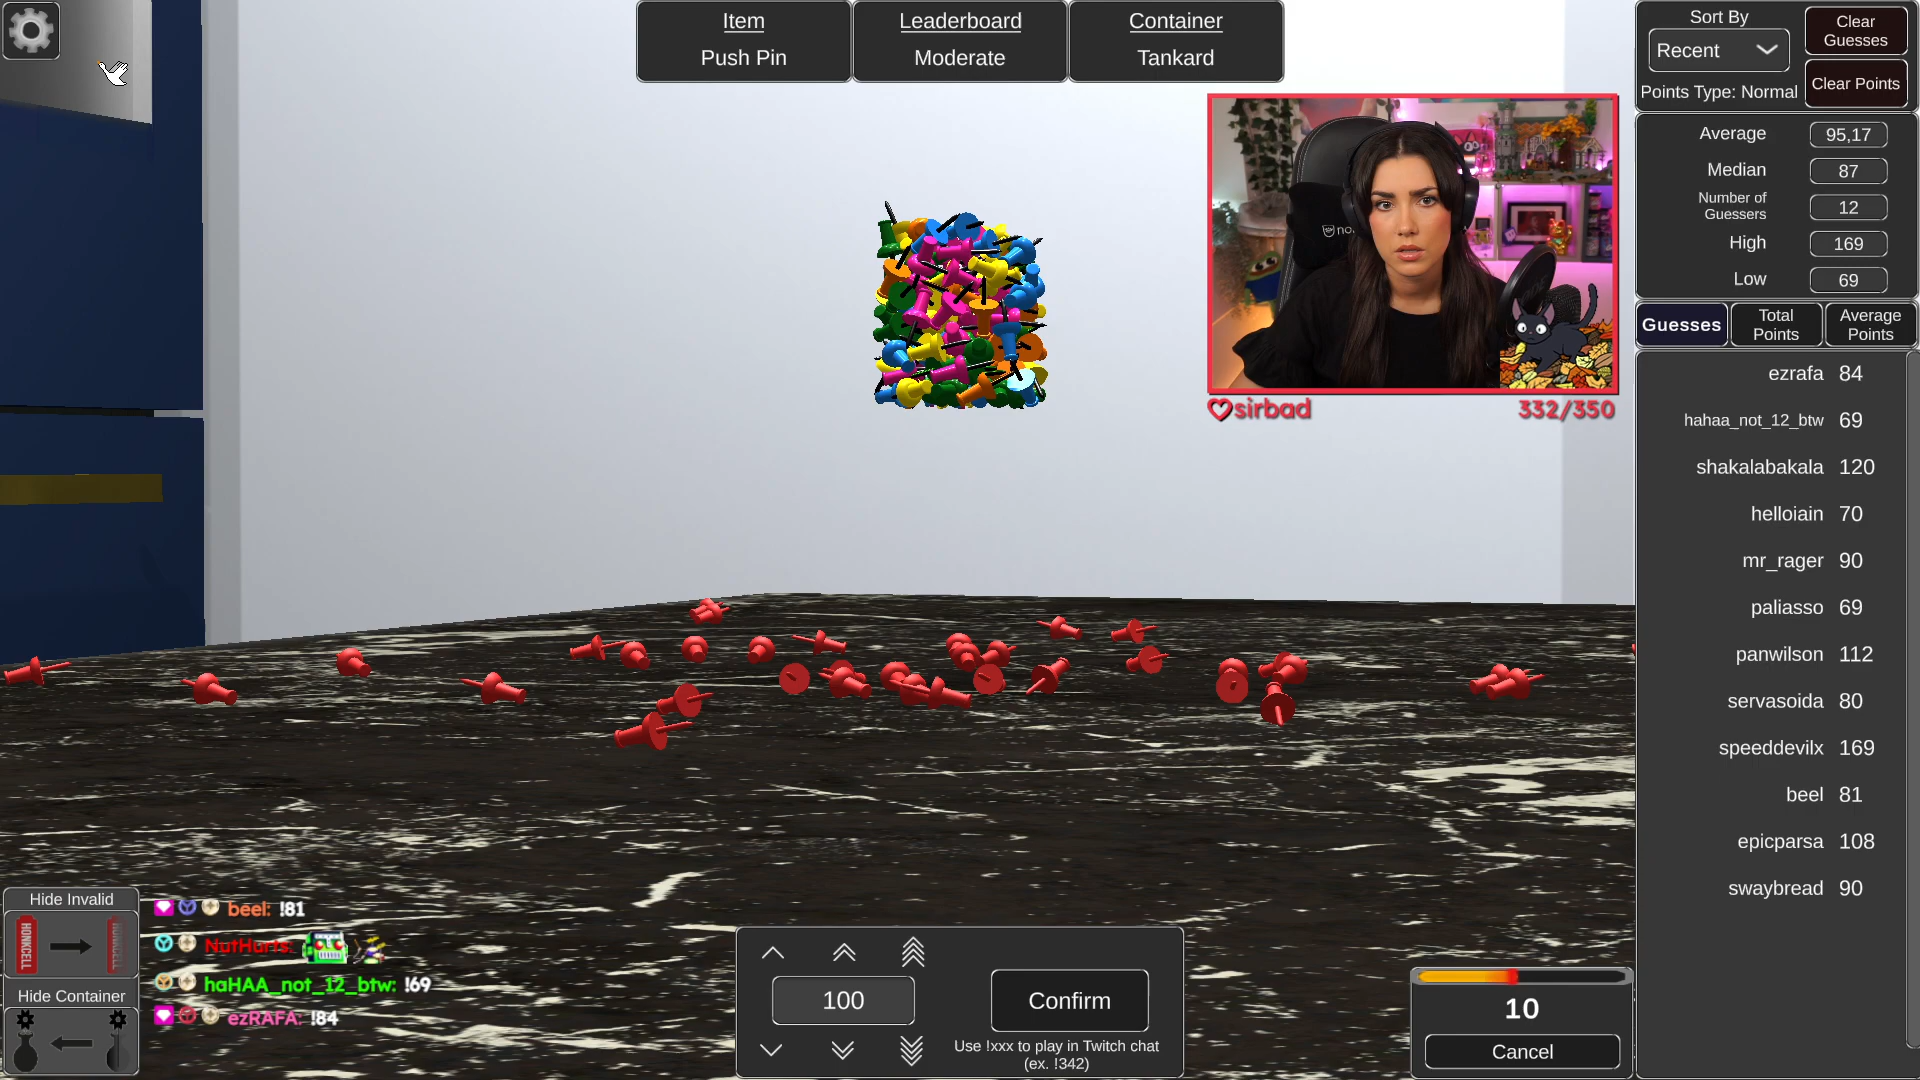 Item
Push Pin
Leaderboard
Moderate
Container
Tankard
Sort By
Recent
Points Type: Normal
Clear
Guesses
Clear Points
Average 95,17
Median 87
Number of
Guessers
12
High 169
Low 69
Guesses
Total
Points
Average
Points
ezrafa 84
hahaa_not_12_btw 69
shakalabakala 120
helloiain 70
mr_rager 90
paliasso 69
panwilson 112
servasoida 80
speeddevilx 169
beel 81
epicparsa 108
swaybread 90
no.
sirbad
332/350
Hide Invalid
HONKCELL
HONKCELL
Hide Container
beel: !81
NutHurts:
haHAA_not_12_btw: !69
ezRAFA: !84
100
Confirm
Use !xxx to play in Twitch chat
(ex. !342)
10
Cancel